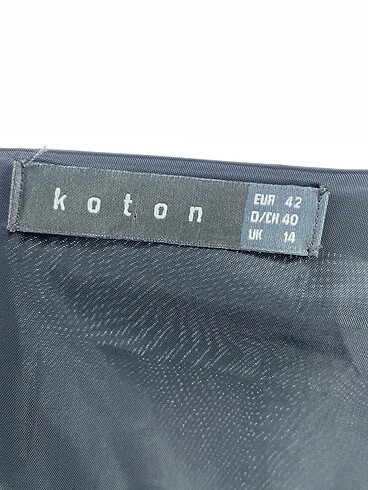 koton
EUR 42
D/CH 40
UK 14